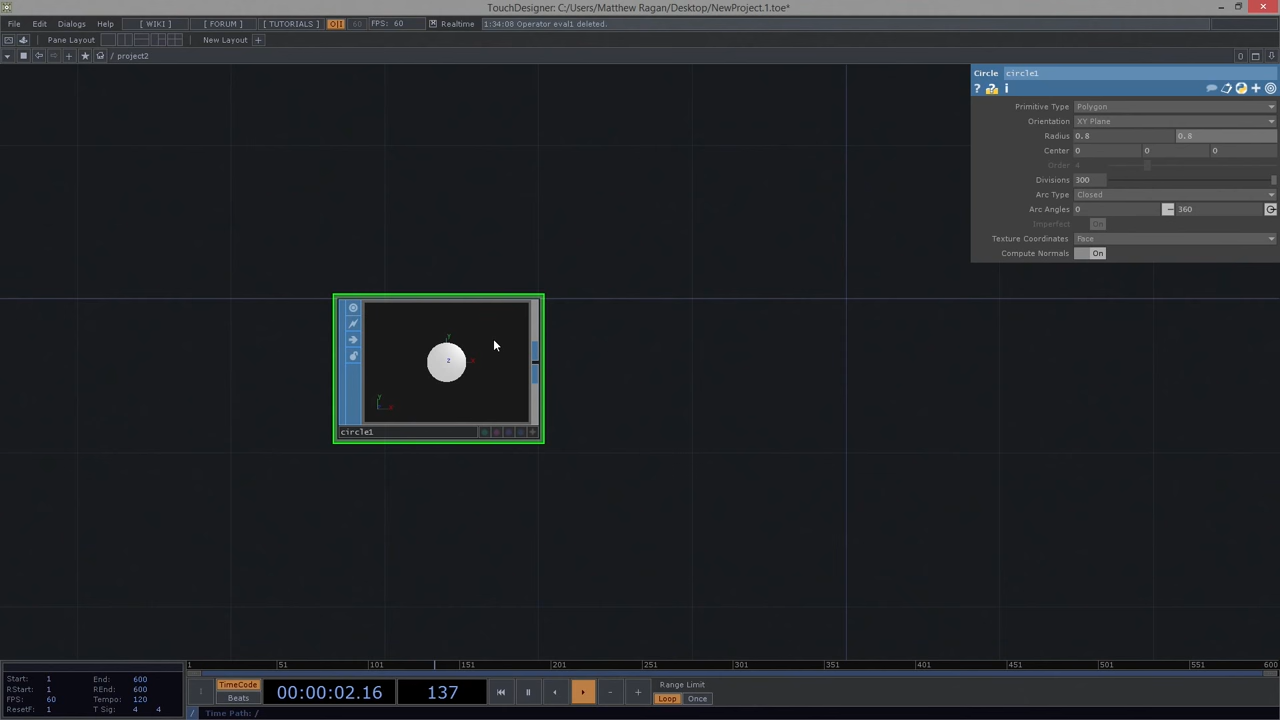 TouchDesigner: C:/Users/Matthew Ragan/Desktop/NewProject.1.toe*
File Edit Dialogs Help [ WIKI ] [ FORUM ] [ TUTORIALS ] O|I 60 FPS: 60 Realtime 1:34:08 Operator eval1 deleted.
Pane Layout New Layout +
/ project2
Circle circle1
? ? i
Primitive Type Polygon
Orientation XY Plane
Radius 0.8 0.8
Center 0 0 0
Order 4
Divisions 300
Arc Type Closed
Arc Angles 0 360
Imperfect On
Texture Coordinates Face
Compute Normals On
y
z x
y
x
circle1
1 51 101 151 201 251 301 351 401 451 501 551 600
Start: 1 End: 600
RStart: 1 REnd: 600
FPS: 60 Tempo: 120
ResetF: 1 T Sig: 4 4
TimeCode
Beats
00:00:02.16 137
Range Limit
Loop Once
/ Time Path: /